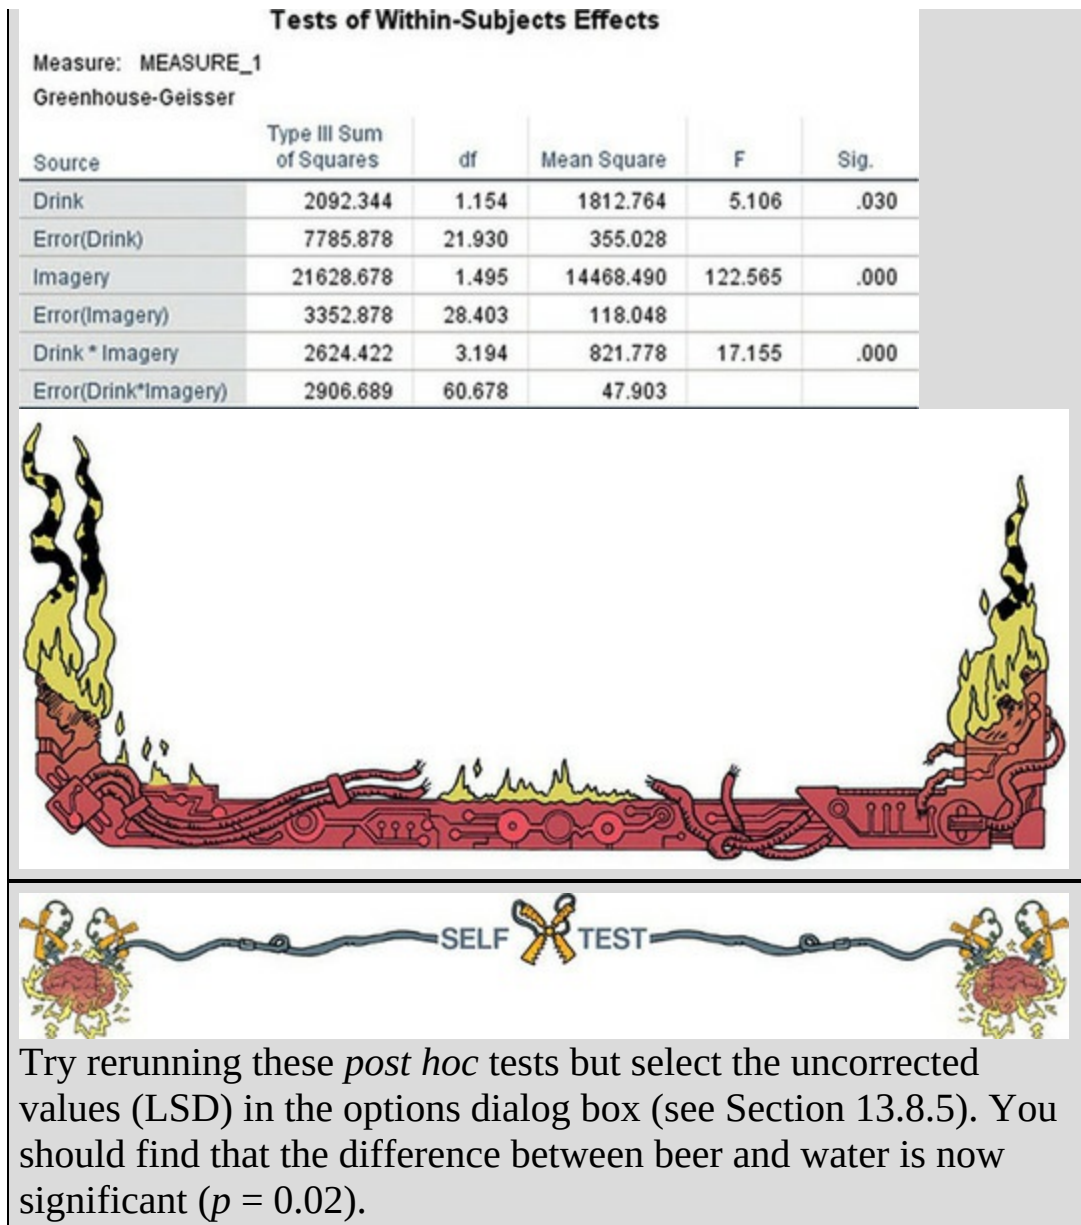 Tests of Within-Subjects Effects
Measure: MEASURE_1
Greenhouse-Geisser
Source Type III Sum of Squares df Mean Square F Sig.
Drink 2092.344 1.154 1812.764 5.106 .030
Error(Drink) 7785.878 21.930 355.028
Imagery 21628.678 1.495 14468.490 122.565 .000
Error(Imagery) 3352.878 28.403 118.048
Drink * Imagery 2624.422 3.194 821.778 17.155 .000
Error(Drink*Imagery) 2906.689 60.678 47.903
SELF TEST
Try rerunning these post hoc tests but select the uncorrected
values (LSD) in the options dialog box (see Section 13.8.5). You
should find that the difference between beer and water is now
significant (p = 0.02).